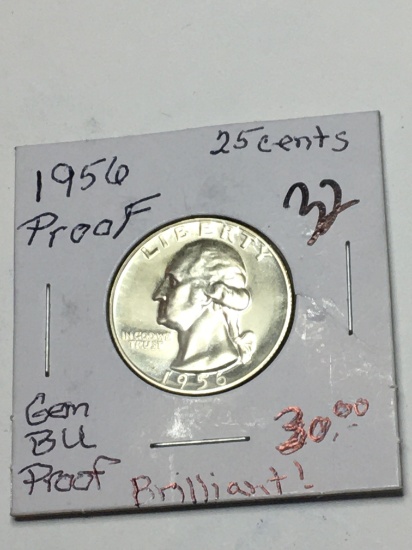 1956
Proof
25 cents
32
LIBERTY
IN GOD WE
TRUST
1956
Gem
BU
Proof
30.00
Brilliant!